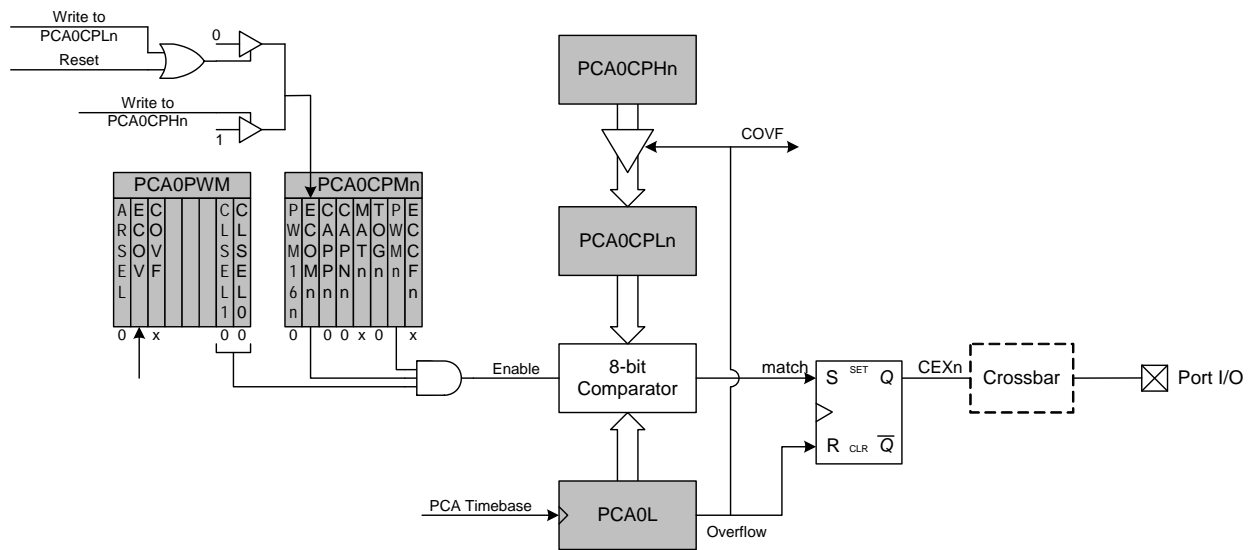 Write to
PCA0CPLn
Reset
0
Write to
PCA0CPHn
1
PCA0PWM
ARSEL
ECOV
COVF
CLSEL1
CLSEL0
0 x 0 0
PCA0CPMn
PWM16n
ECOMn
CAPPn
CAPNn
MATn
TOGn
PWMn
ECCFn
0 0 0 x 0 x
Enable
PCA0CPHn
COVF
PCA0CPLn
8-bit
Comparator
match
S SET Q
R CLR Q
CEXn
Crossbar
Port I/O
PCA Timebase
PCA0L
Overflow